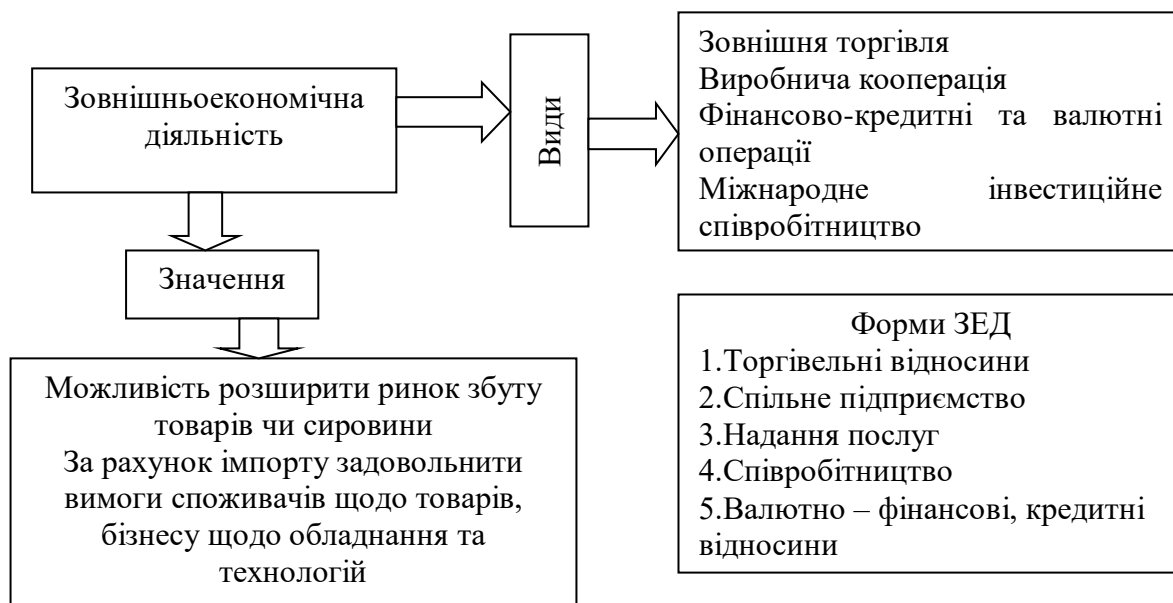 Зовнішньоекономічна
діяльність
Види
Зовнішня торгівля
Виробнича кооперація
Фінансово-кредитні та валютні
операції
Міжнародне інвестиційне
співробітництво
Значення
Можливість розширити ринок збуту
товарів чи сировини
За рахунок імпорту задовольнити
вимоги споживачів щодо товарів,
бізнесу щодо обладнання та
технологій
Форми ЗЕД
1.Торгівельні відносини
2.Спільне підприємство
3.Надання послуг
4.Співробітництво
5.Валютно – фінансові, кредитні
відносини